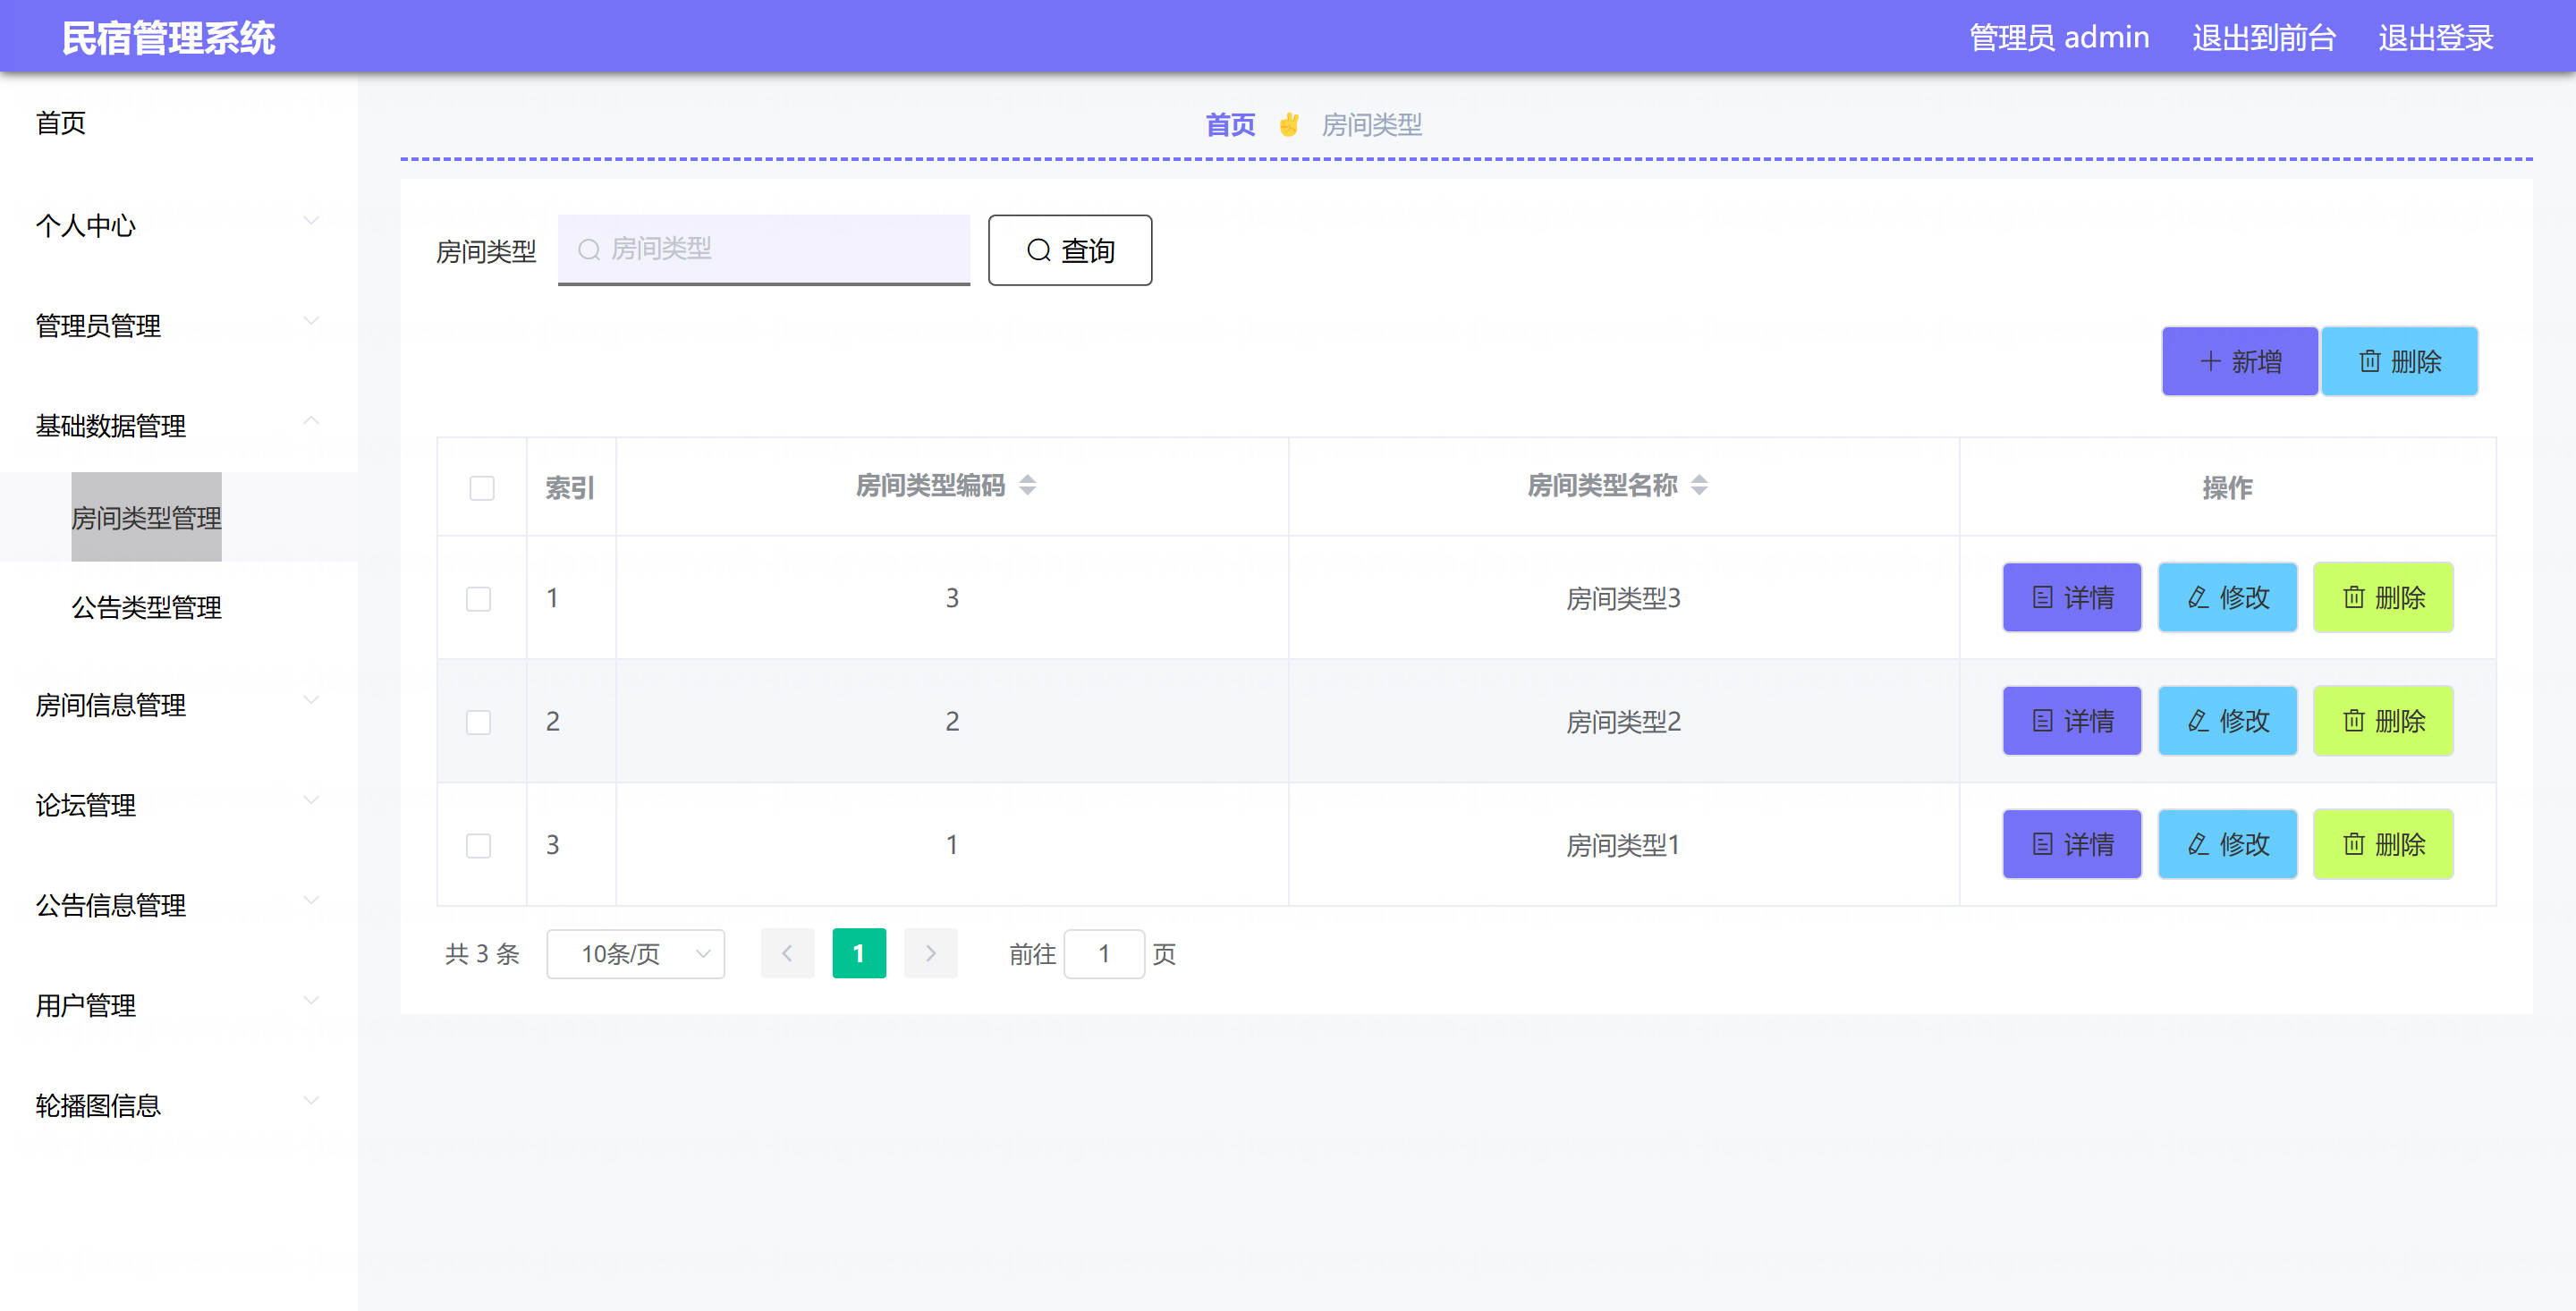 民宿管理系统
管理员 admin 退出到前台 退出登录
首页
个人中心
管理员管理
基础数据管理
房间类型管理
公告类型管理
房间信息管理
论坛管理
公告信息管理
用户管理
轮播图信息
首页 房间类型
房间类型 房间类型 查询
新增 删除
索引 房间类型编码 房间类型名称 操作
1 3 房间类型3 详情 修改 删除
2 2 房间类型2 详情 修改 删除
3 1 房间类型1 详情 修改 删除
共 3 条 10条/页 1 前往 1 页